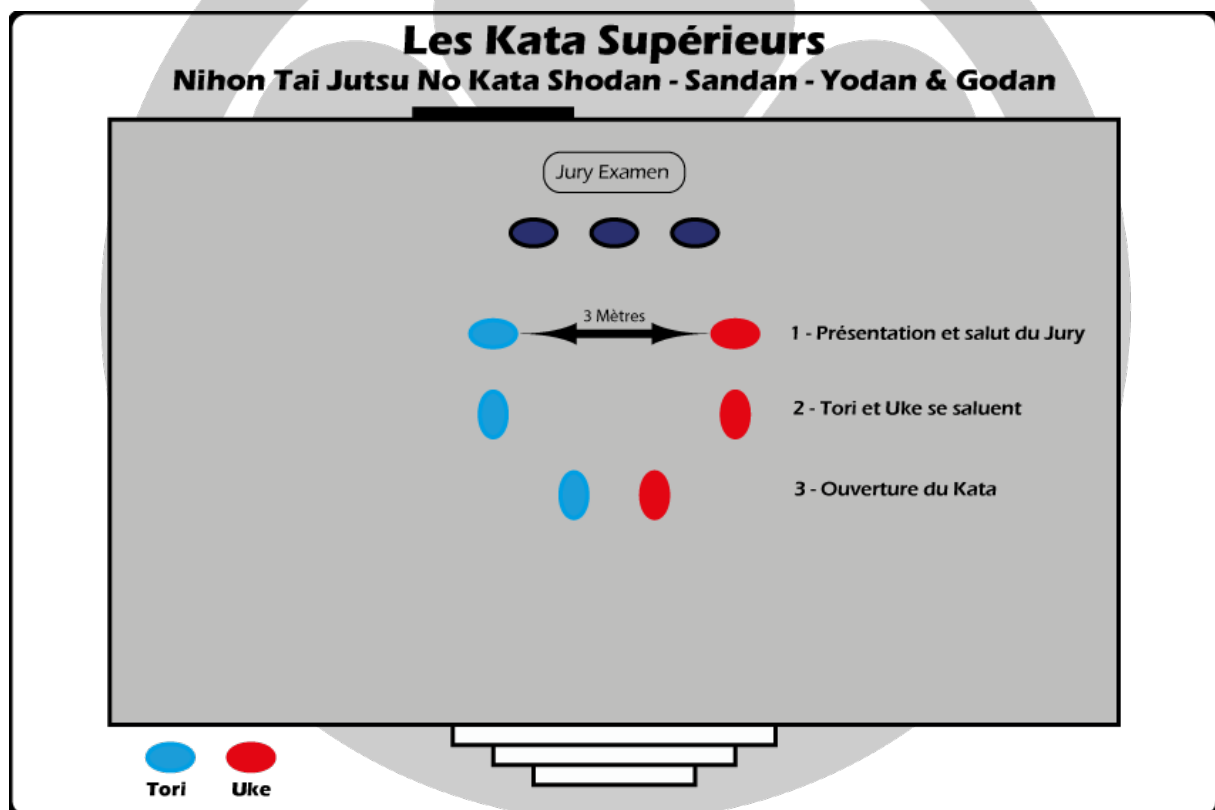 Les Kata Supérieurs
Nihon Tai Jutsu No Kata Shodan - Sandan - Yodan & Godan
Jury Examen
3 Mètres
1 - Présentation et salut du Jury
2 - Tori et Uke se saluent
3 - Ouverture du Kata
Tori Uke